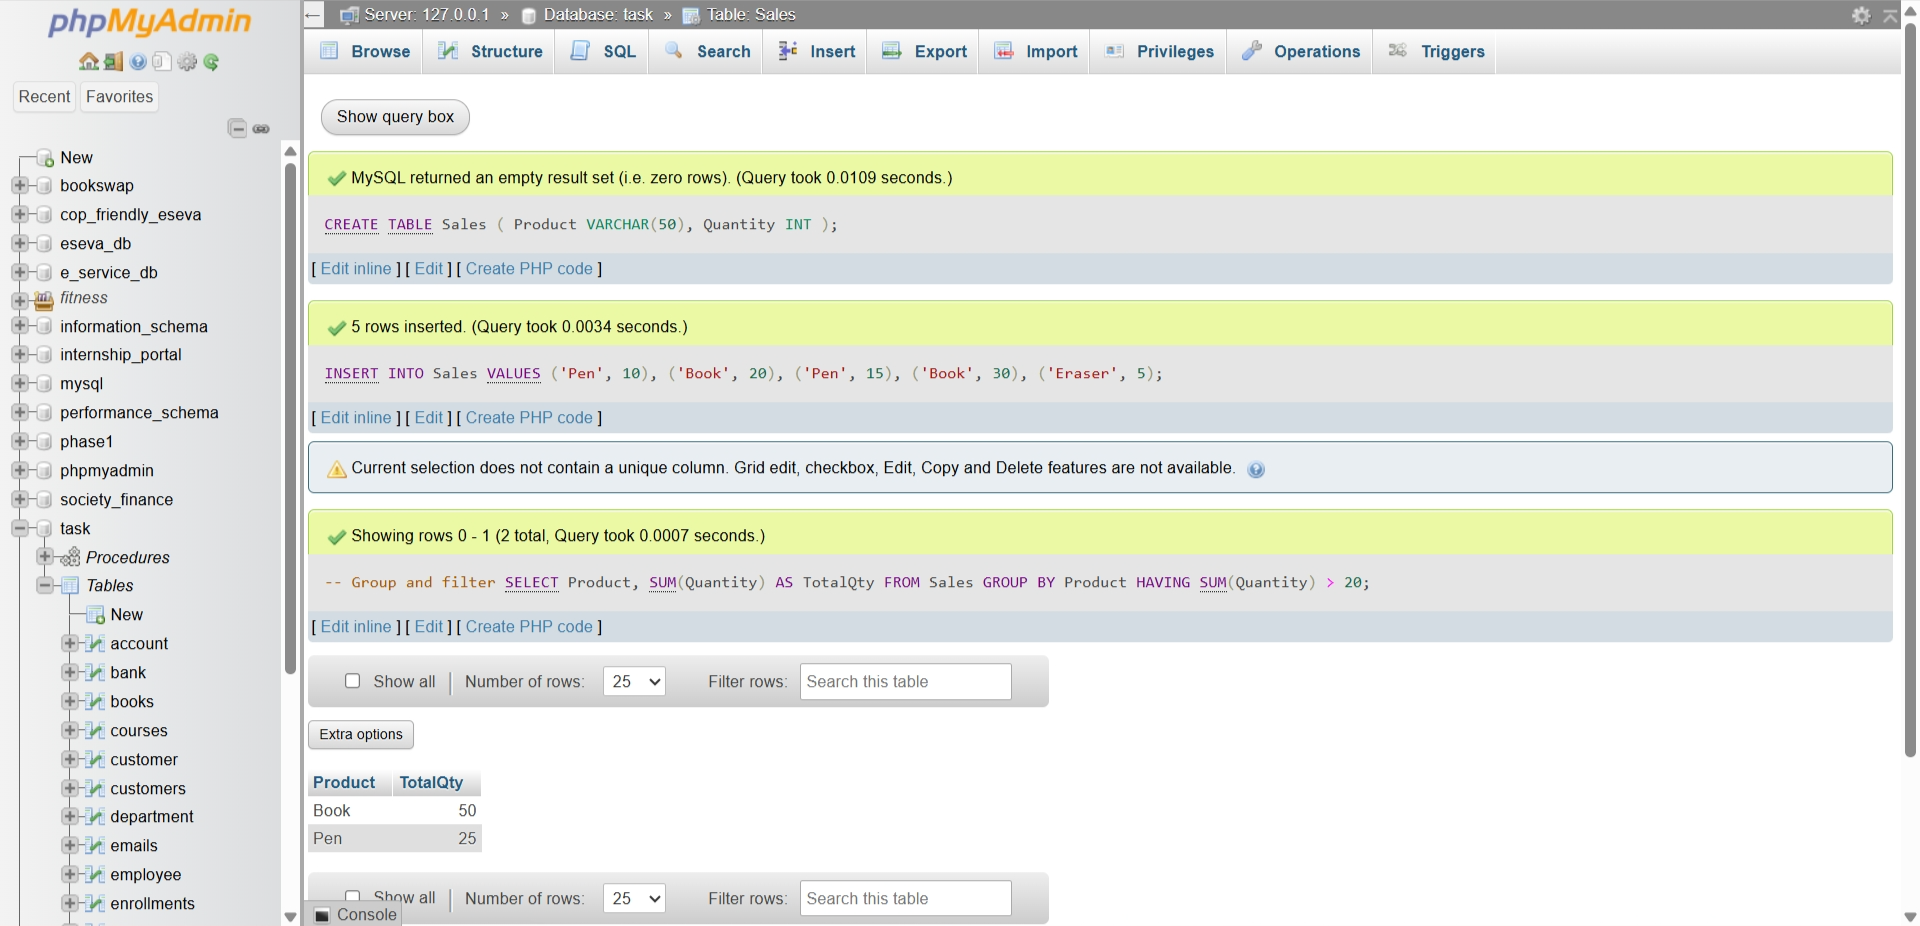 phpMyAdmin
Recent Favorites
New
bookswap
cop_friendly_eseva
eseva_db
e_service_db
fitness
information_schema
internship_portal
mysql
performance_schema
phase1
phpmyadmin
society_finance
task
Procedures
Tables
New
account
bank
books
courses
customer
customers
department
emails
employee
enrollments
Server: 127.0.0.1 » Database: task » Table: Sales
Browse Structure SQL Search Insert Export Import Privileges Operations Triggers
Show query box
MySQL returned an empty result set (i.e. zero rows). (Query took 0.0109 seconds.)
CREATE TABLE Sales ( Product VARCHAR(50), Quantity INT );
[ Edit inline ] [ Edit ] [ Create PHP code ]
5 rows inserted. (Query took 0.0034 seconds.)
INSERT INTO Sales VALUES ('Pen', 10), ('Book', 20), ('Pen', 15), ('Book', 30), ('Eraser', 5);
[ Edit inline ] [ Edit ] [ Create PHP code ]
Current selection does not contain a unique column. Grid edit, checkbox, Edit, Copy and Delete features are not available.
Showing rows 0 - 1 (2 total, Query took 0.0007 seconds.)
-- Group and filter SELECT Product, SUM(Quantity) AS TotalQty FROM Sales GROUP BY Product HAVING SUM(Quantity) > 20;
[ Edit inline ] [ Edit ] [ Create PHP code ]
Show all | Number of rows: 25 Filter rows: Search this table
Extra options
Product TotalQty
Book 50
Pen 25
Show all | Number of rows: 25 Filter rows: Search this table
Console